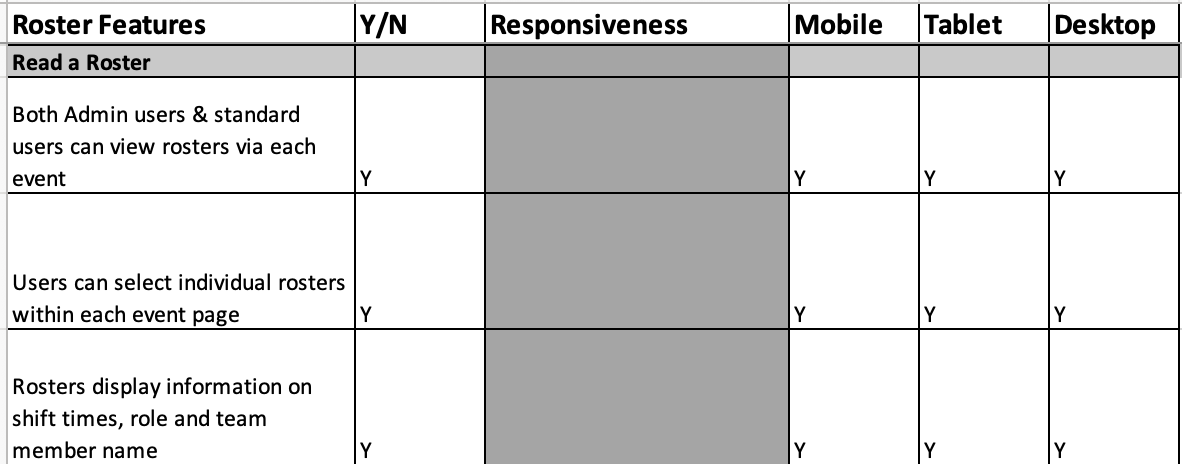 Roster Features Y/N Responsiveness Mobile Tablet Desktop
Read a Roster
Both Admin users & standard
users can view rosters via each
event Y Y Y Y
Users can select individual rosters
within each event page Y Y Y Y
Rosters display information on
shift times, role and team
member name Y Y Y Y